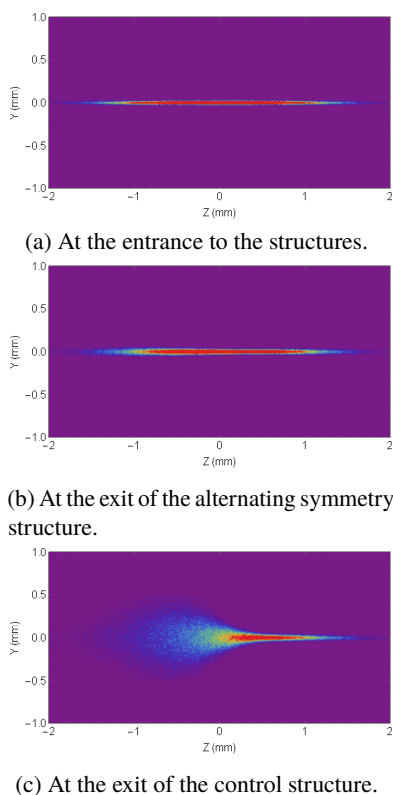 1.0
0.5
0.0
−0.5
−1.0
Y (mm)
−2 −1 0 1 2
Z (mm)
(a) At the entrance to the structures.
1.0
0.5
0.0
−0.5
−1.0
Y (mm)
−2 −1 0 1 2
Z (mm)
(b) At the exit of the alternating symmetry
structure.
1.0
0.5
0.0
−0.5
−1.0
Y (mm)
−2 −1 0 1 2
Z (mm)
(c) At the exit of the control structure.